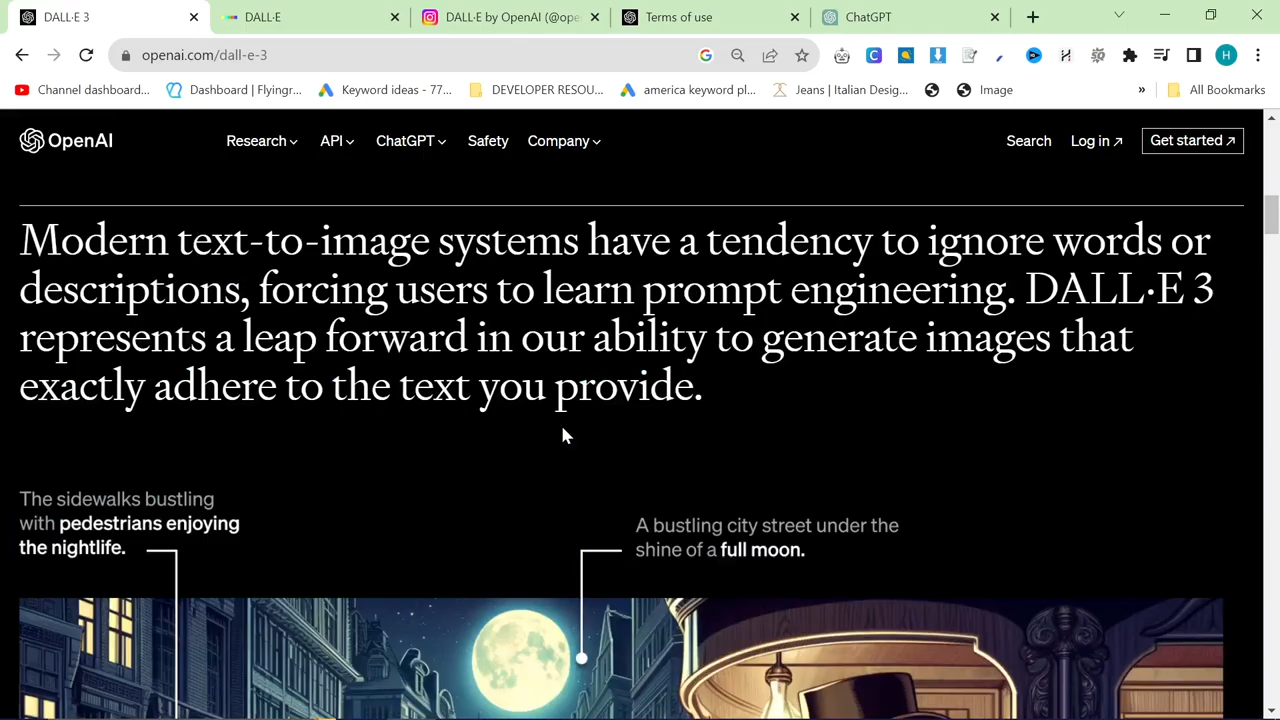 DALL·E 3
DALL·E
DALL·E by OpenAI (@ope
Terms of use
ChatGPT
openai.com/dall-e-3
H
Channel dashboard...
Dashboard | Flyingr...
Keyword ideas - 77...
DEVELOPER RESOU...
america keyword pl...
Jeans | Italian Desig...
Image
»
All Bookmarks
OpenAI
Research
API
ChatGPT
Safety
Company
Search
Log in ↗
Get started ↗
Modern text-to-image systems have a tendency to ignore words or
descriptions, forcing users to learn prompt engineering. DALL·E 3
represents a leap forward in our ability to generate images that
exactly adhere to the text you provide.
The sidewalks bustling
with pedestrians enjoying
the nightlife.
A bustling city street under the
shine of a full moon.